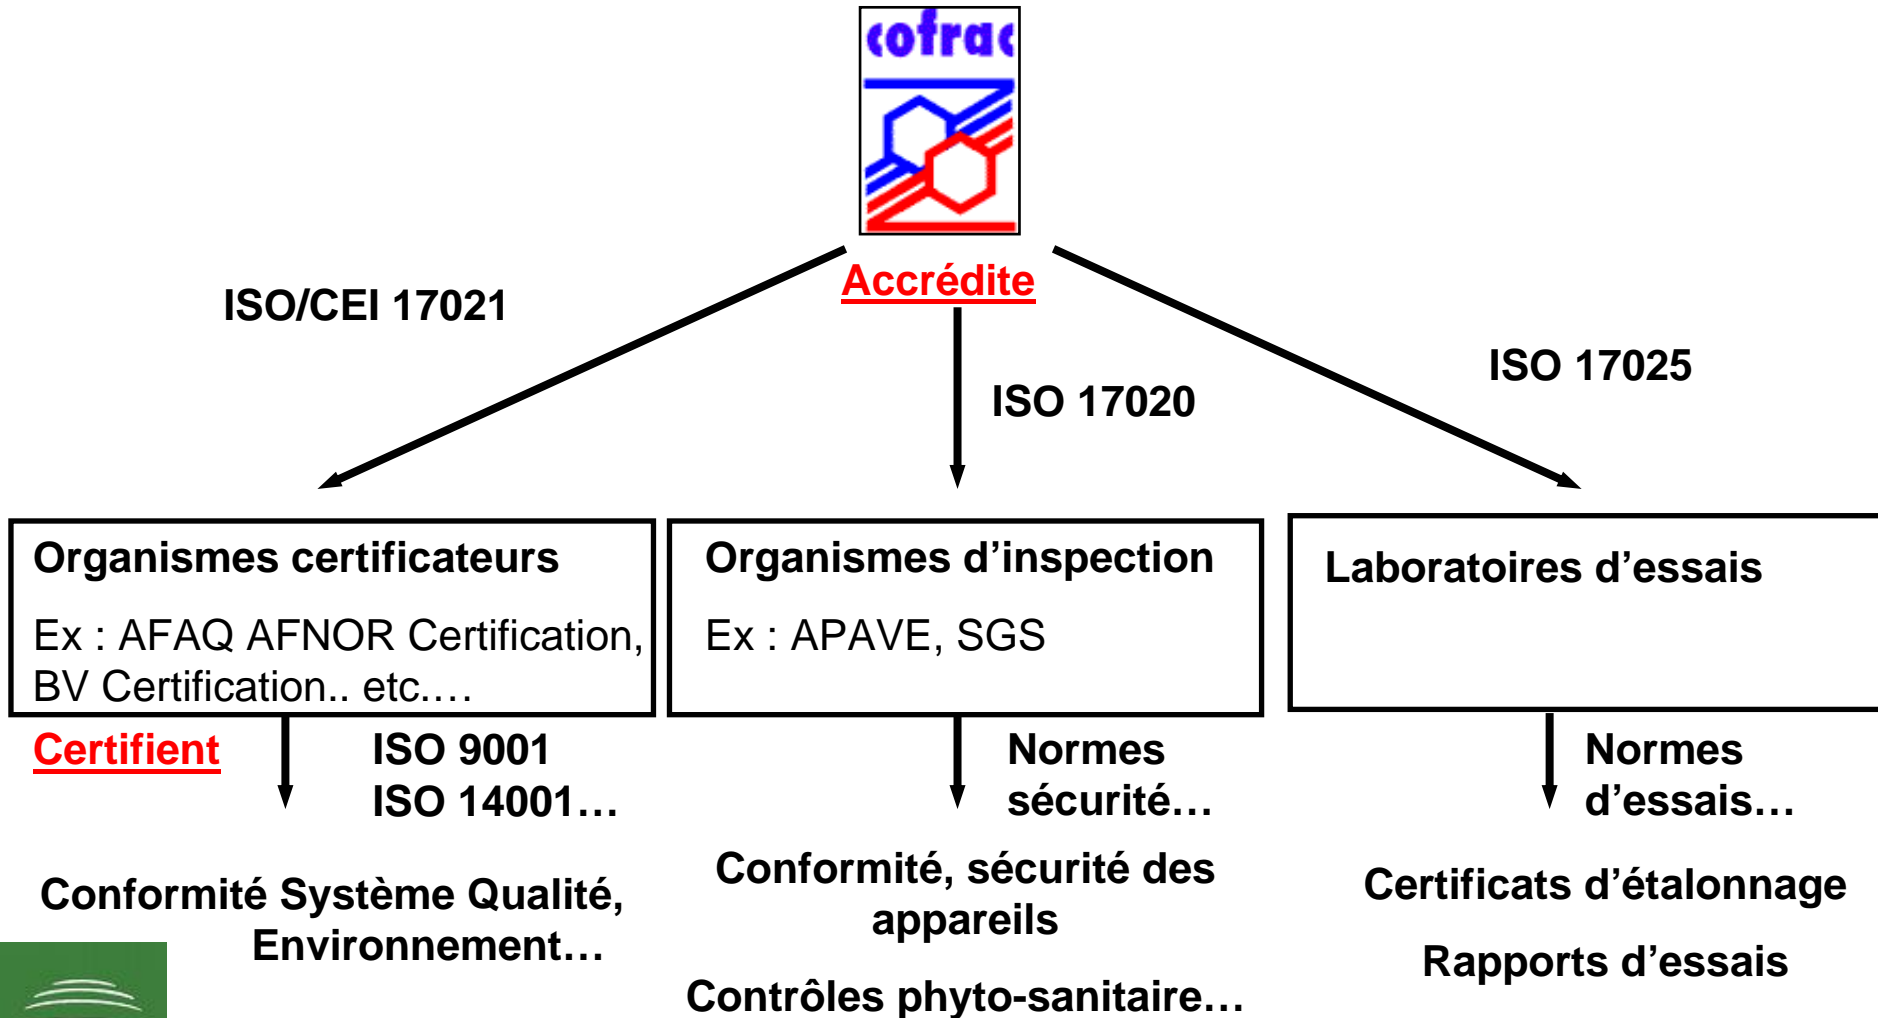 cofrac
Accrédite
ISO/CEI 17021
ISO 17020
ISO 17025
Organismes certificateurs
Ex : AFAQ AFNOR Certification,
BV Certification.. etc.…
Certifient
ISO 9001
ISO 14001…
Conformité Système Qualité,
Environnement…
Organismes d’inspection
Ex : APAVE, SGS
Normes
sécurité…
Conformité, sécurité des
appareils
Contrôles phyto-sanitaire…
Laboratoires d’essais
Normes
d’essais…
Certificats d’étalonnage
Rapports d’essais